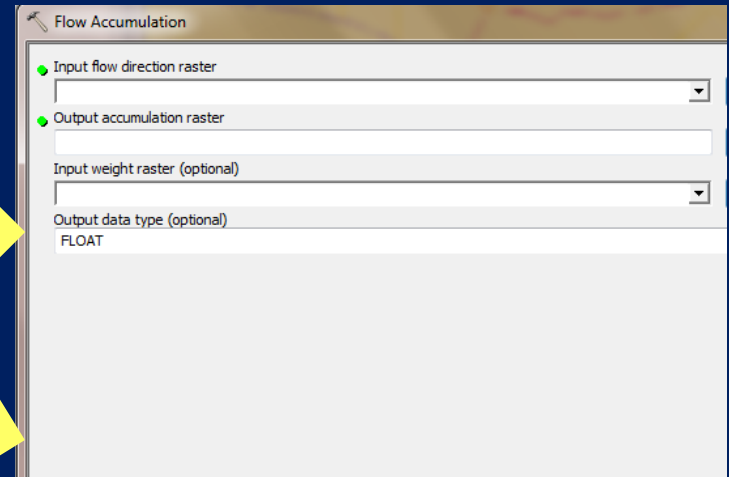 Flow Accumulation
Input flow direction raster
Output accumulation raster
Input weight raster (optional)
Output data type (optional)
FLOAT